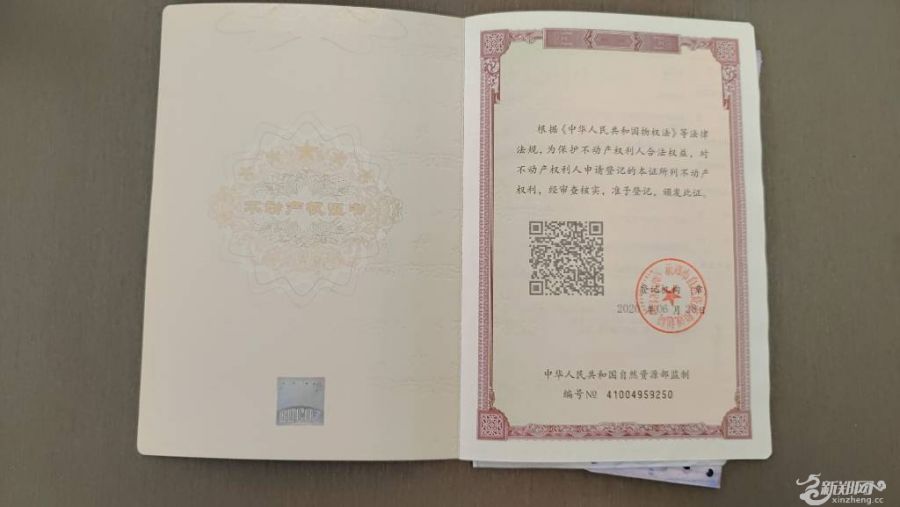 不动产权证书
根据《中华人民共和国物权法》等法律
法规，为保护不动产权利人合法权益，对
不动产权利人申请登记的本证所列不动产
权利，经审查核实，准予登记，颁发此证。
登记机构 章
2020 年 06 月 28 日
中华人民共和国自然资源部监制
编号№ 41004959250
新郑网
xinzheng.cc